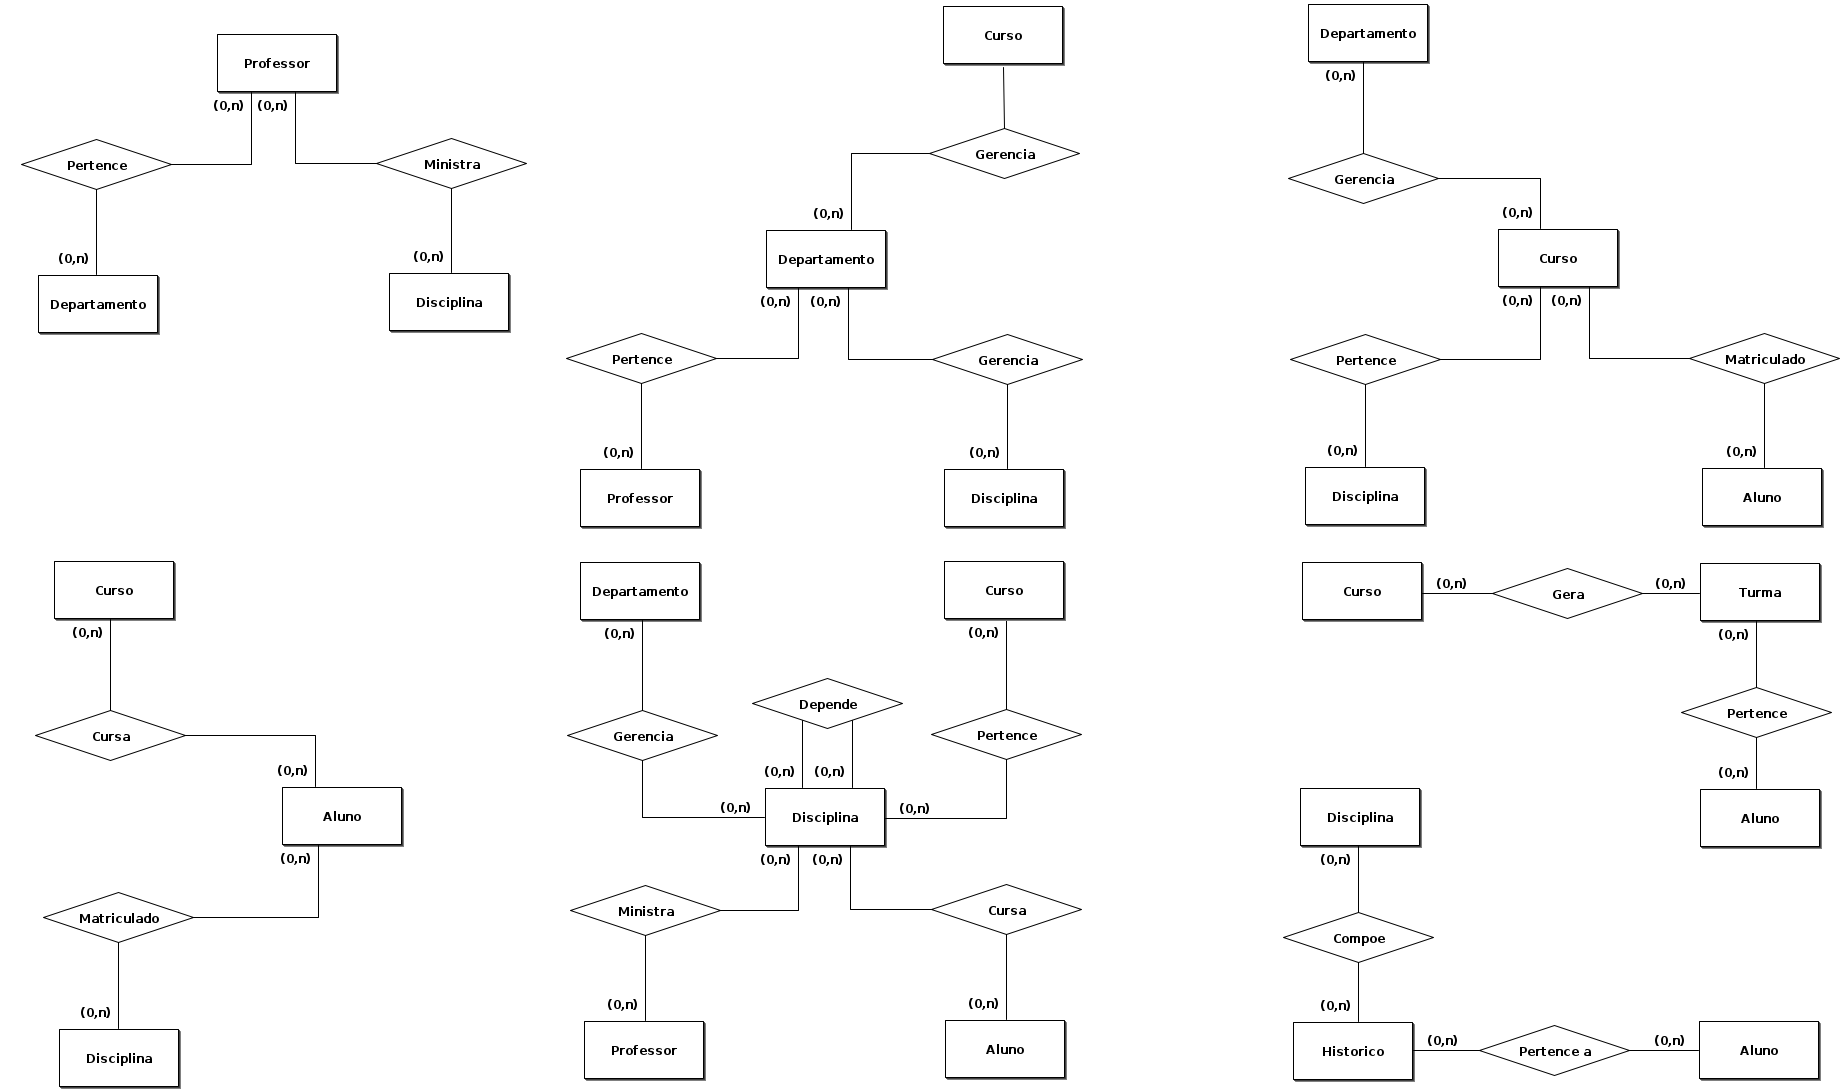 Professor
(0,n) (0,n)
Pertence
Ministra
(0,n)
(0,n)
Departamento
Disciplina
Curso
Gerencia
(0,n)
Departamento
(0,n) (0,n)
Pertence
Gerencia
(0,n)
(0,n)
Professor
Disciplina
Departamento
(0,n)
Gerencia
(0,n)
Curso
(0,n) (0,n)
Pertence
Matriculado
(0,n)
(0,n)
Disciplina
Aluno
Curso
(0,n)
Cursa
(0,n)
Aluno
(0,n)
Matriculado
(0,n)
Disciplina
Departamento
Curso
(0,n)
(0,n)
Depende
Gerencia
Pertence
(0,n) (0,n)
(0,n)
(0,n)
Disciplina
(0,n) (0,n)
Ministra
Cursa
(0,n)
(0,n)
Professor
Aluno
Curso
(0,n)
Gera
(0,n)
Turma
(0,n)
Pertence
(0,n)
Aluno
Disciplina
(0,n)
Compoe
(0,n)
Historico
(0,n)
Pertence a
(0,n)
Aluno